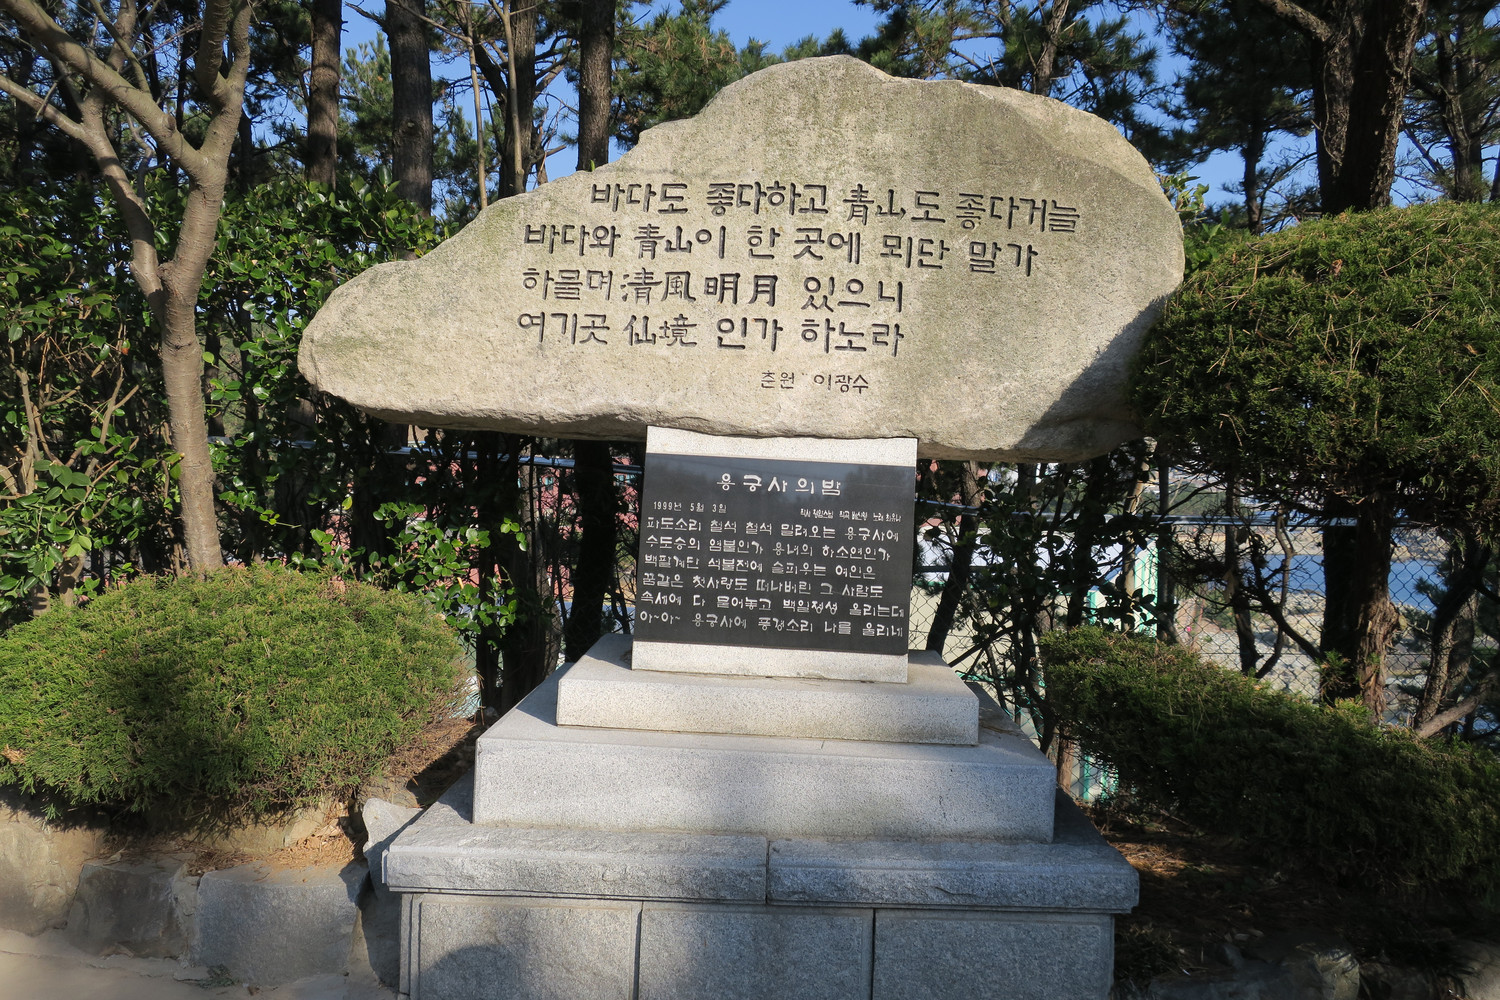 바다도 좋다하고 靑山도 좋다거늘
바다와 靑山이 한 곳에 뫼단 말가
하물며 淸風明月 있으니
여기곳 仙境 인가 하노라
춘원 이광수
용궁사의밤
1999년 5월 3일
파도소리 철석 철석 밀려오는 용궁사에
수도승의 염불인가 용녀의 하소연인가
백팔계단 석불전에 슬피우는 여인은
꿈같은 첫사랑도 떠나버린 그 사람도
속세에 다 묻어놓고 백일정성 올리는데
아~아~ 용궁사에 풍경소리 나를 울리네